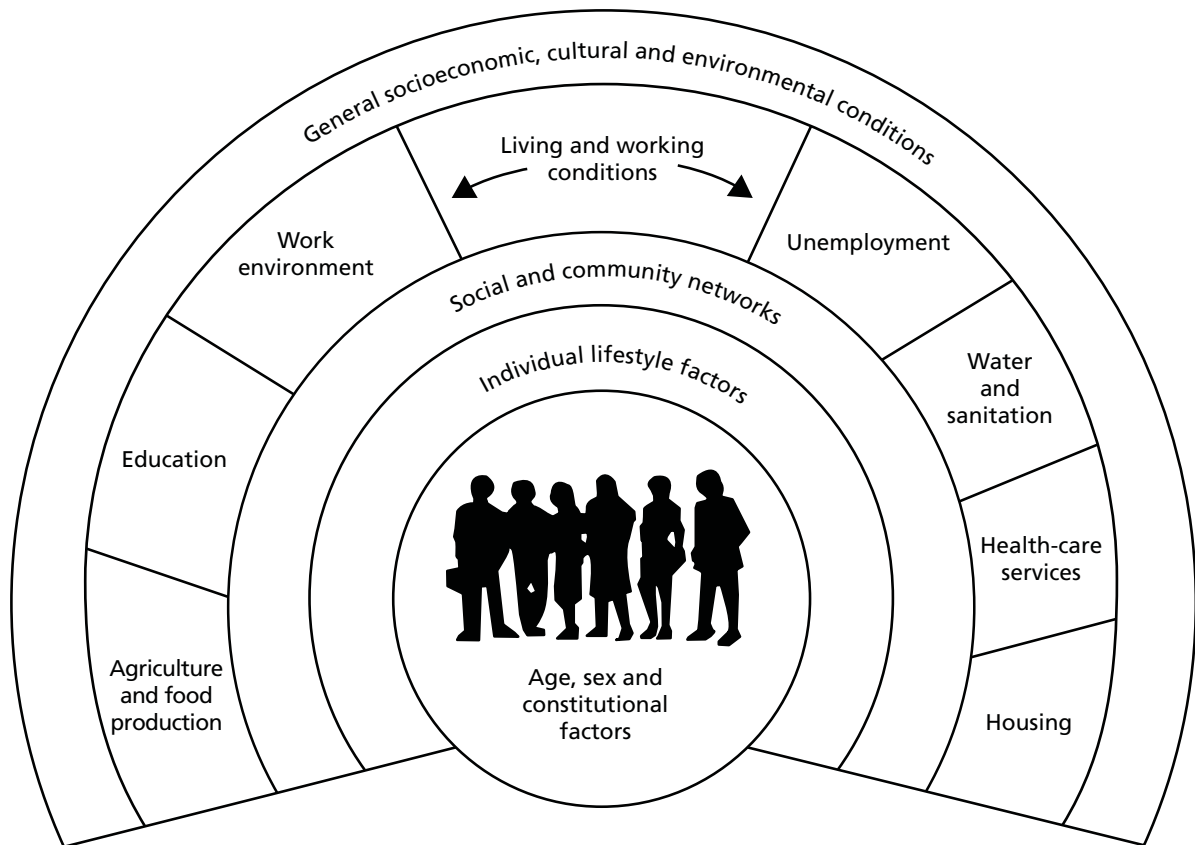 General socioeconomic, cultural and environmental conditions
Living and working
conditions
Work
environment
Unemployment
Social and community networks
Individual lifestyle factors
Water
and
sanitation
Education
Health-care
services
Agriculture
and food
production
Age, sex and
constitutional
factors
Housing